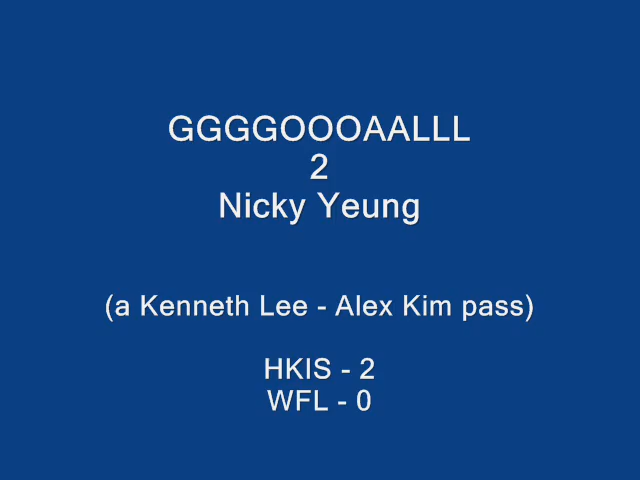 GGGGOOOAALLL
2
Nicky Yeung
(a Kenneth Lee - Alex Kim pass)
HKIS - 2
WFL - 0